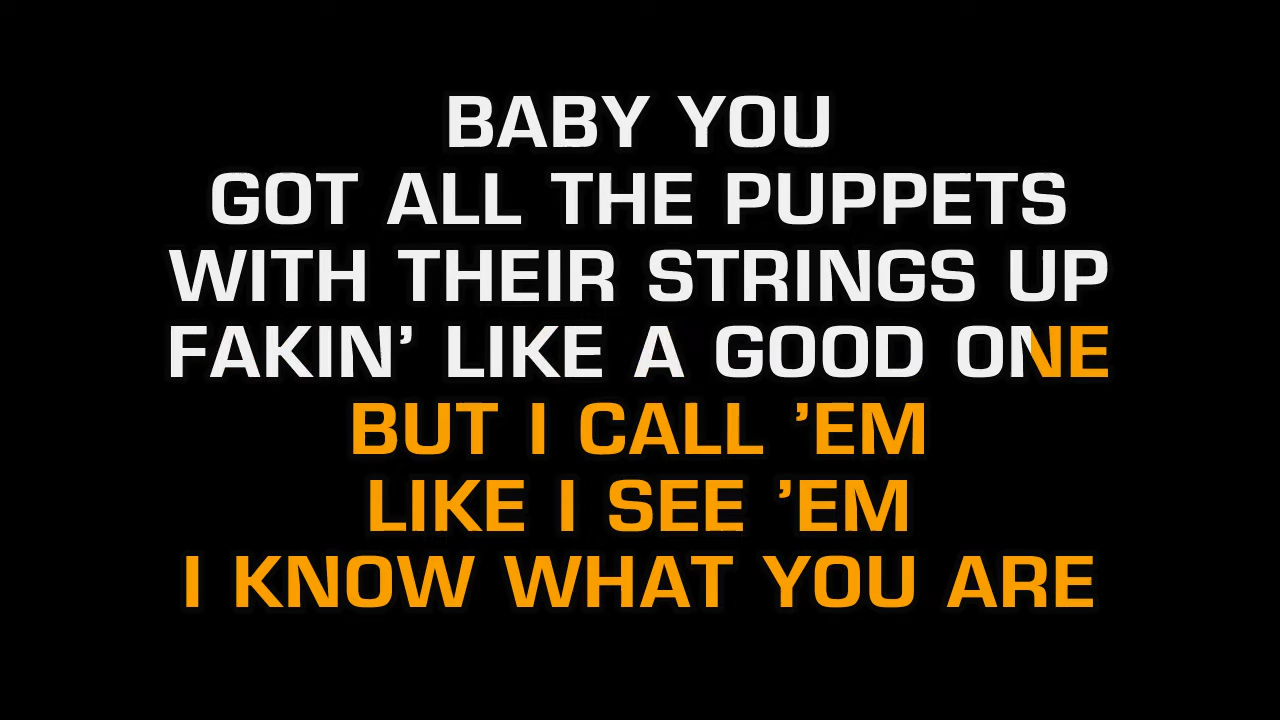 BABY YOU
GOT ALL THE PUPPETS
WITH THEIR STRINGS UP
FAKIN’ LIKE A GOOD ONE
BUT I CALL ’EM
LIKE I SEE ’EM
I KNOW WHAT YOU ARE